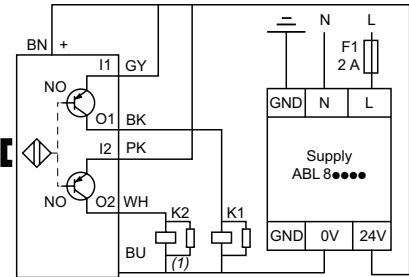 BN +
I1 GY
NO
O1 BK
I2 PK
NO
O2 WH
K2 K1
(1)
BU
N L
F1
2 A
GND N L
Supply
ABL 8●●●●
GND 0V 24V